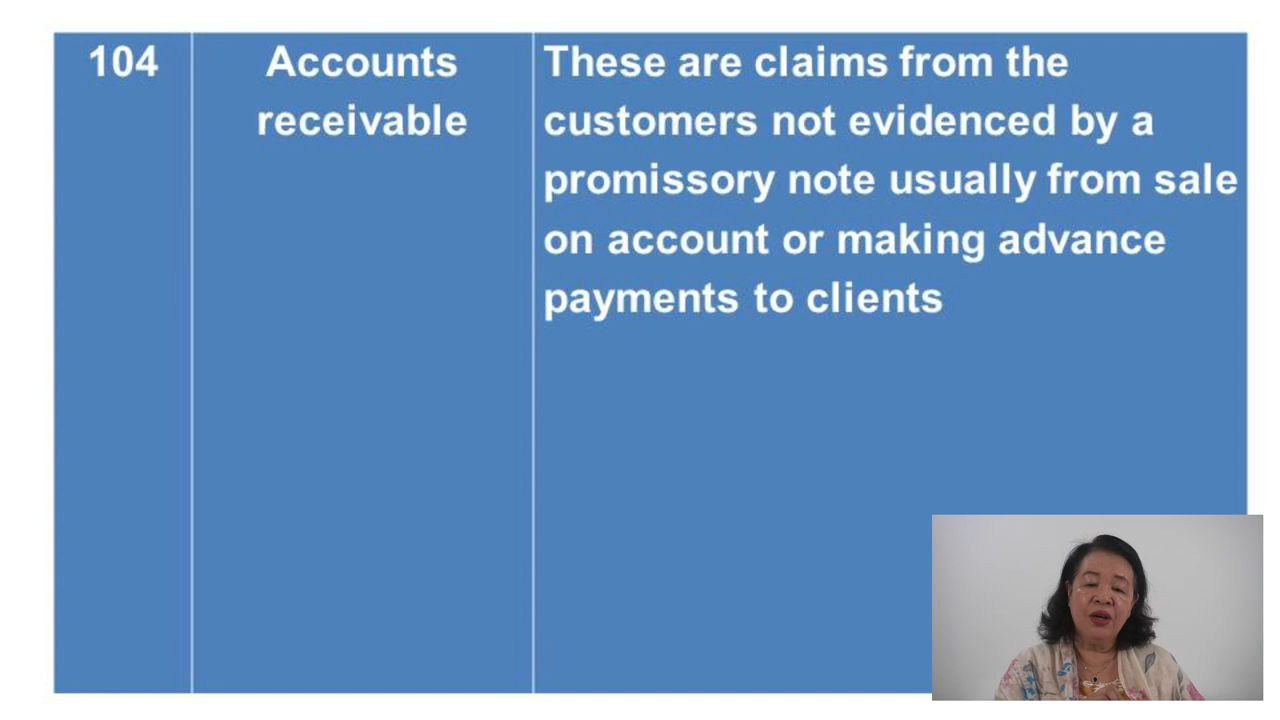 104
Accounts
receivable
These are claims from the
customers not evidenced by a
promissory note usually from sale
on account or making advance
payments to clients